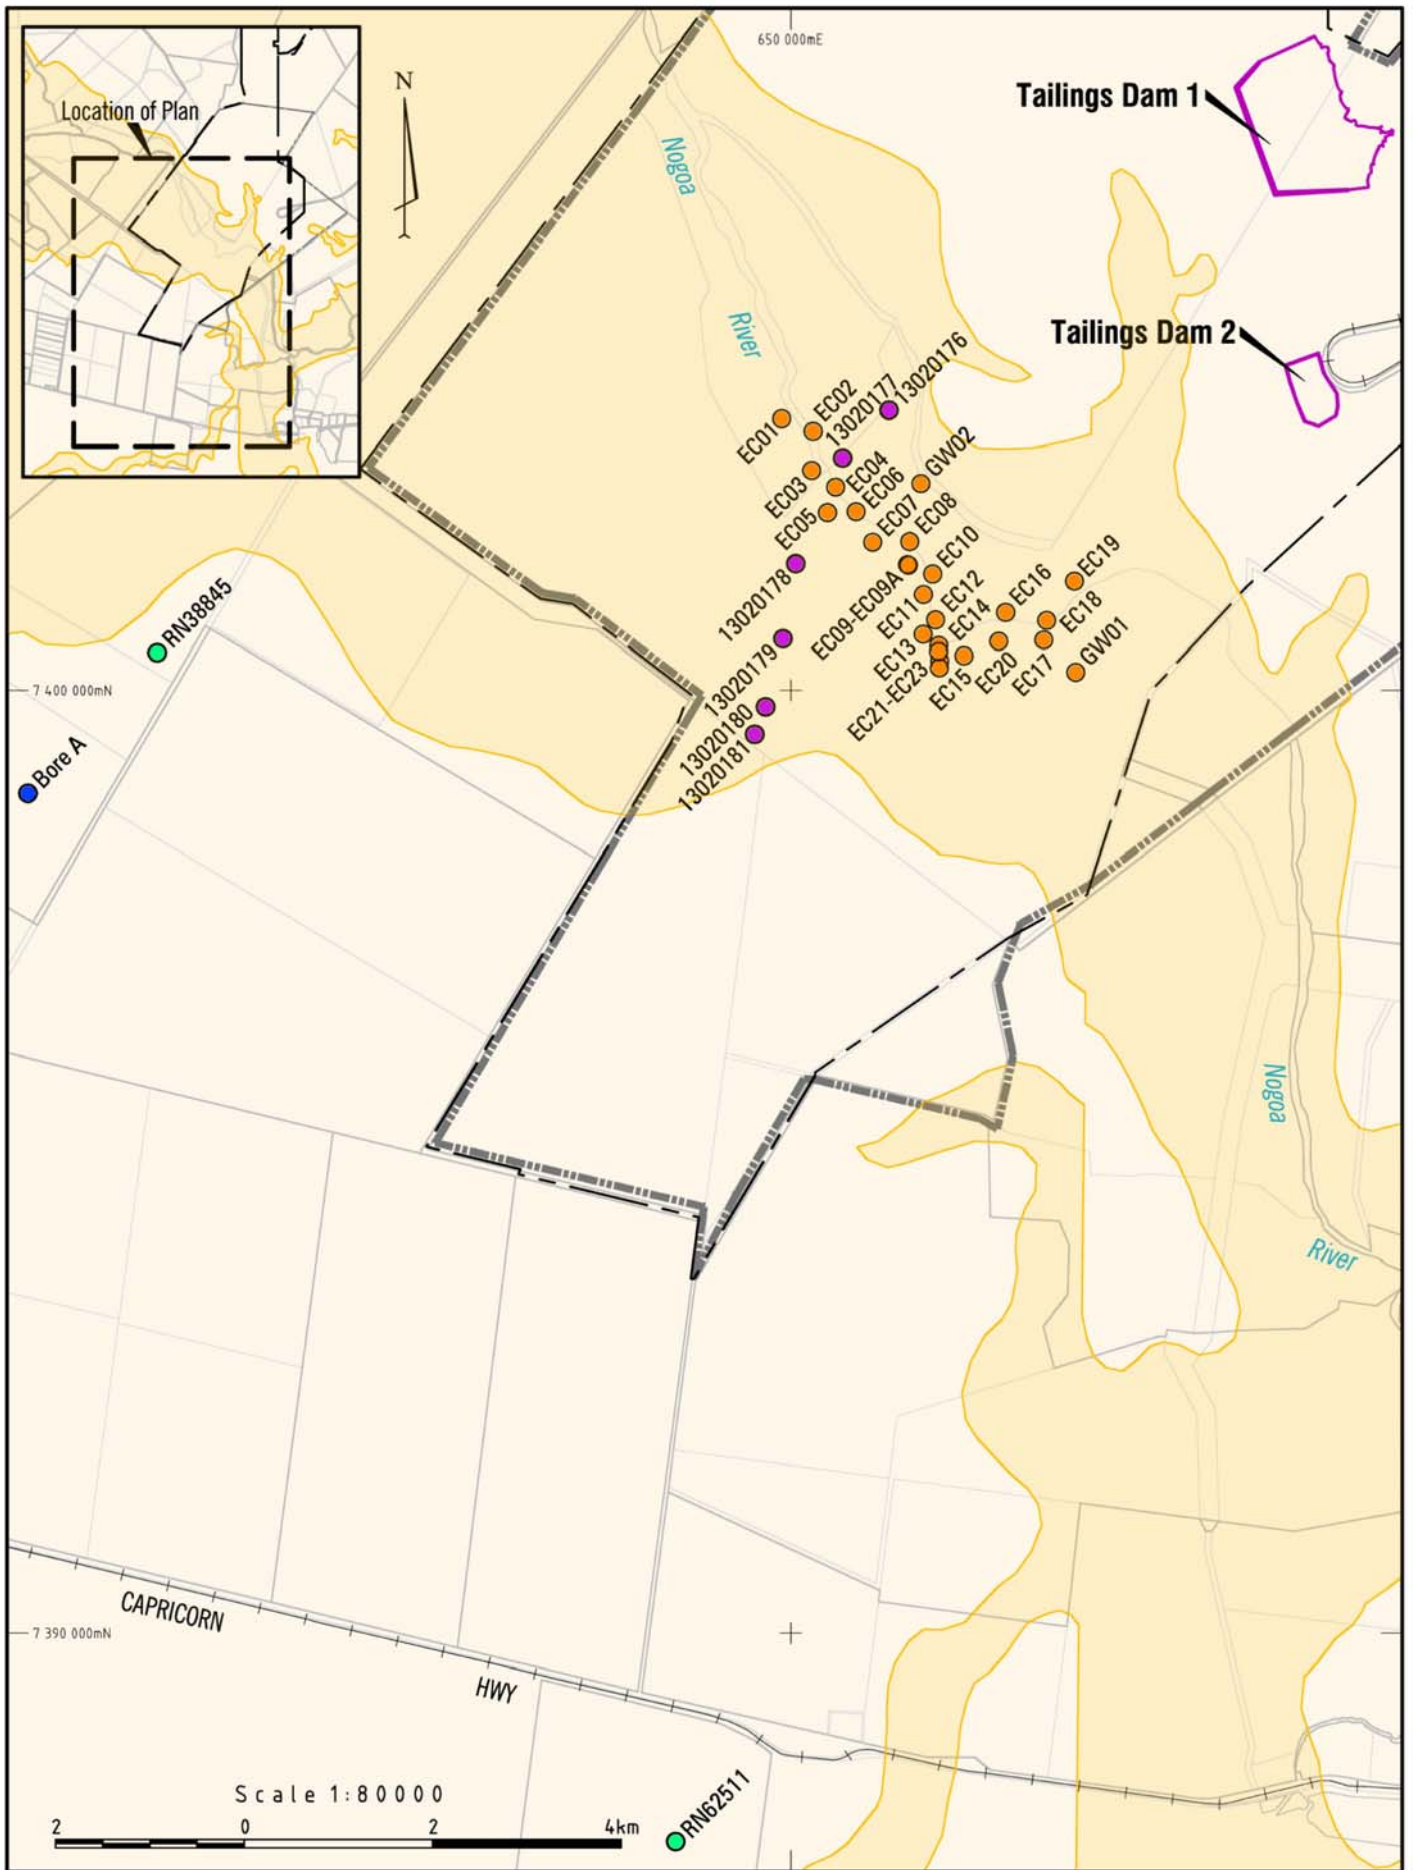 650 000mE
Location of Plan
N
Tailings Dam 1
Nogoa
River
Tailings Dam 2
13020176
13020177
EC02
EC01
EC04
EC03
EC06
GW02
EC05
EC07
EC08
EC10
EC19
13020178
EC09-EC09A
EC12
EC16
EC11
EC14
EC18
RN38845
EC13
GW01
13020179
EC21-EC23
EC15
EC20
EC17
7 400 000mN
13020180
13020181
Bore A
Nogoa
River
CAPRICORN
HWY
7 390 000mN
Scale 1:80000
2 0 2 4km
RN62511